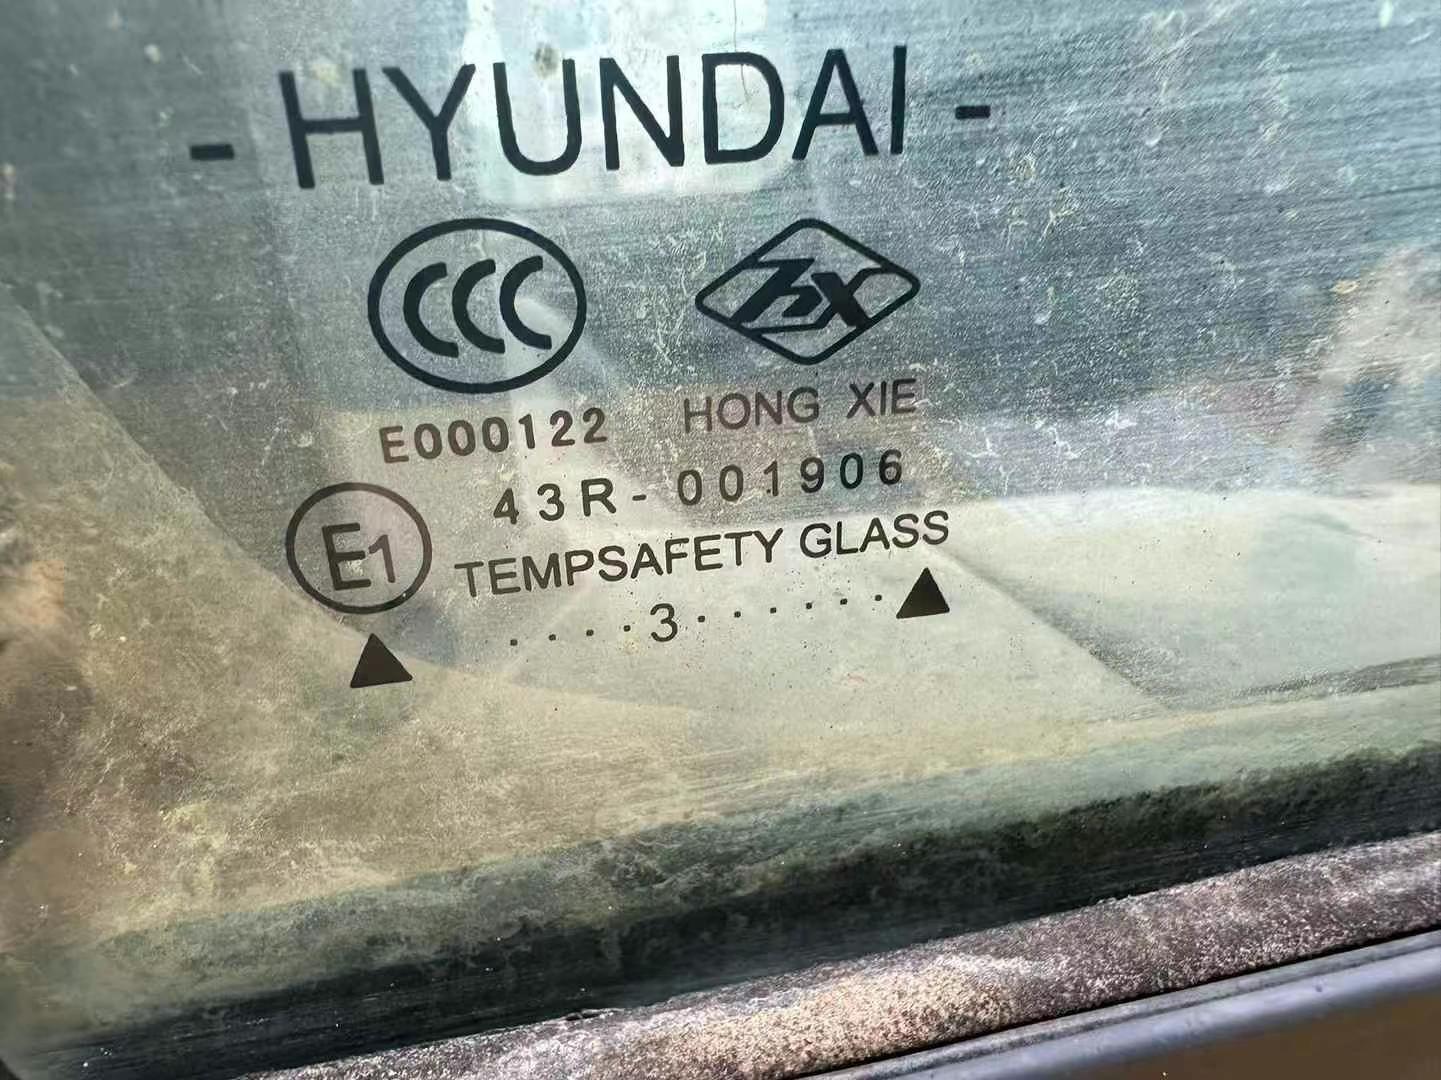 - HYUNDAI -
CCC hx
E000122 HONG XIE
43R-001906
E1 TEMPSAFETY GLASS
▲ ....3...... ▲